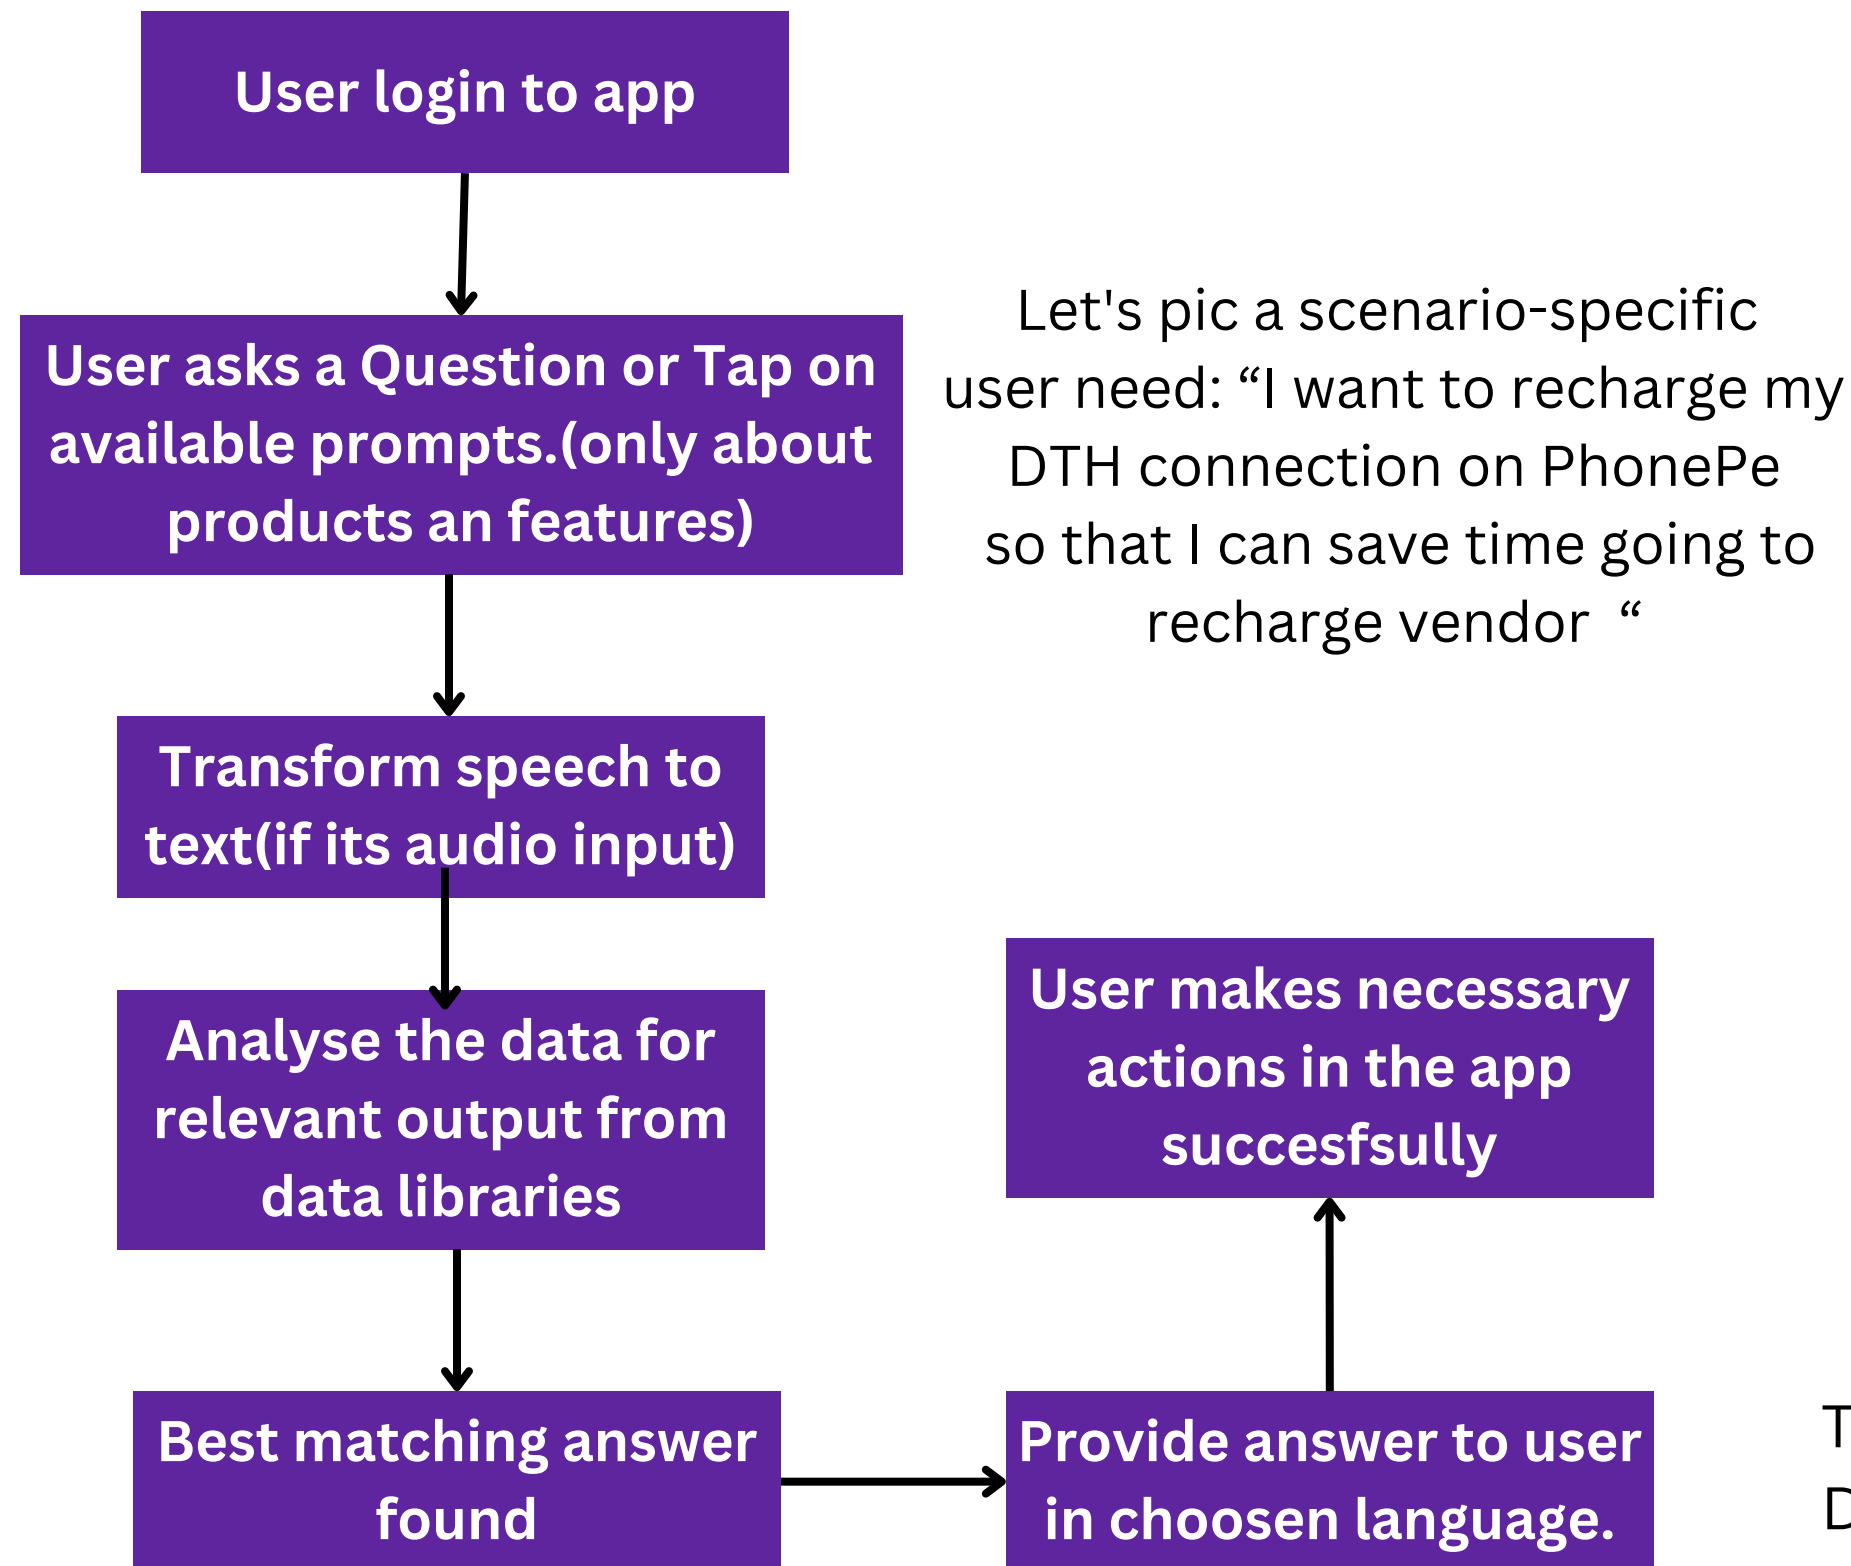 User login to app
User asks a Question or Tap on
available prompts.(only about
products an features)
Let's pic a scenario-specific
user need: “I want to recharge my
DTH connection on PhonePe
so that I can save time going to
recharge vendor “
Transform speech to
text(if its audio input)
Analyse the data for
relevant output from
data libraries
Best matching answer
found
Provide answer to user
in choosen language.
User makes necessary
actions in the app
succesfsully